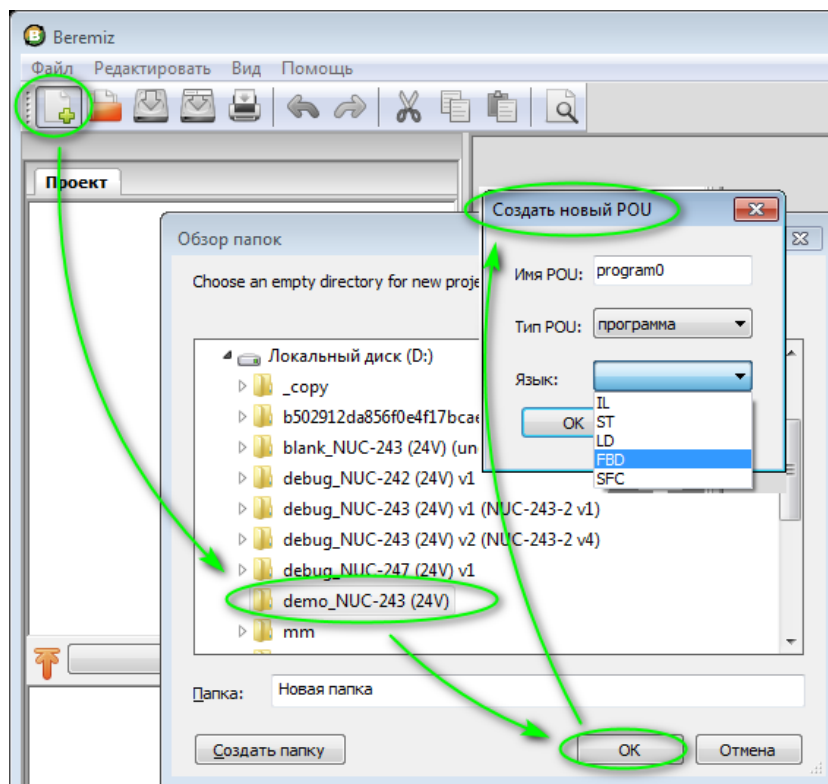 Beremiz
Файл Редактировать Вид Помощь
Проект
Обзор папок
Choose an empty directory for new proje
Локальный диск (D:)
_copy
b502912da856f0e4f17bcae
blank_NUC-243 (24V) (un
debug_NUC-242 (24V) v1
debug_NUC-243 (24V) v1 (NUC-243-2 v1)
debug_NUC-243 (24V) v2 (NUC-243-2 v4)
debug_NUC-247 (24V) v1
demo_NUC-243 (24V)
mm
Папка: Новая папка
Создать папку OK Отмена
Создать новый POU
Имя POU: program0
Тип POU: программа
Язык:
IL
OK ST
LD
FBD
SFC